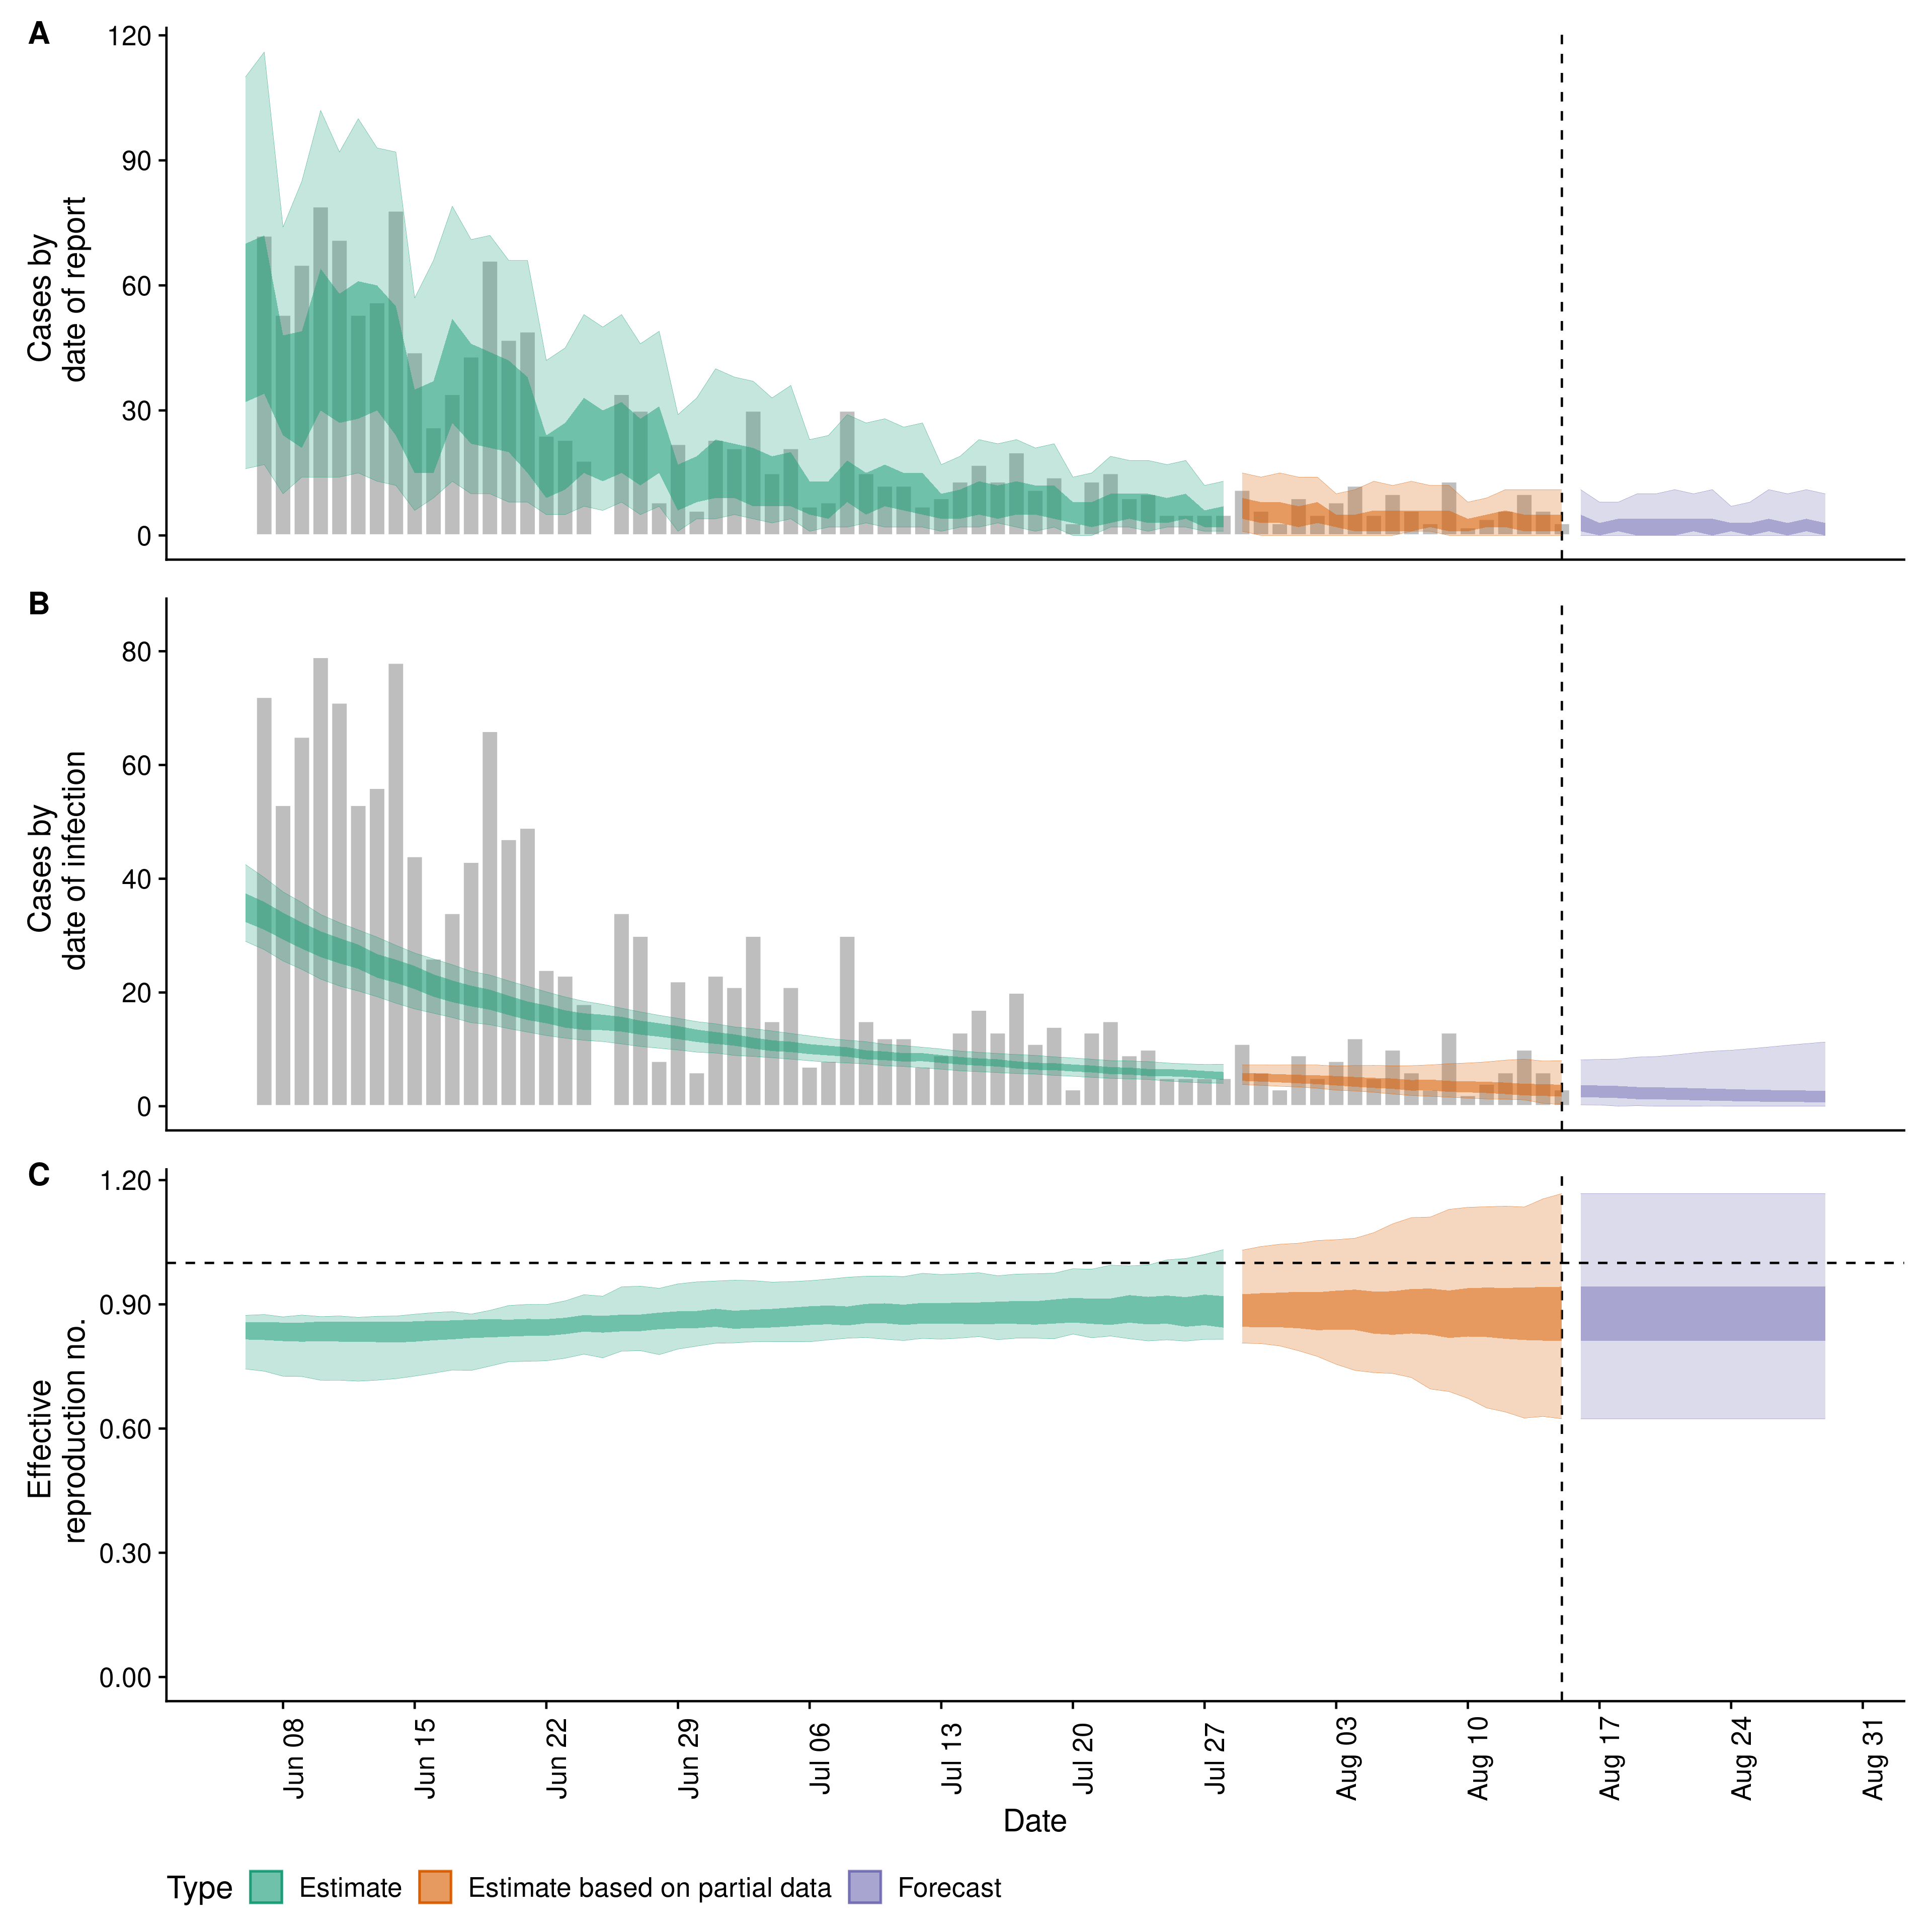 A
120
90
60
30
0
Cases by
date of report
B
80
60
40
20
0
Cases by
date of infection
C
1.20
0.90
0.60
0.30
0.00
Effective
reproduction no.
Jun 08
Jun 15
Jun 22
Jun 29
Jul 06
Jul 13
Jul 20
Jul 27
Aug 03
Aug 10
Aug 17
Aug 24
Aug 31
Date
Type Estimate Estimate based on partial data Forecast